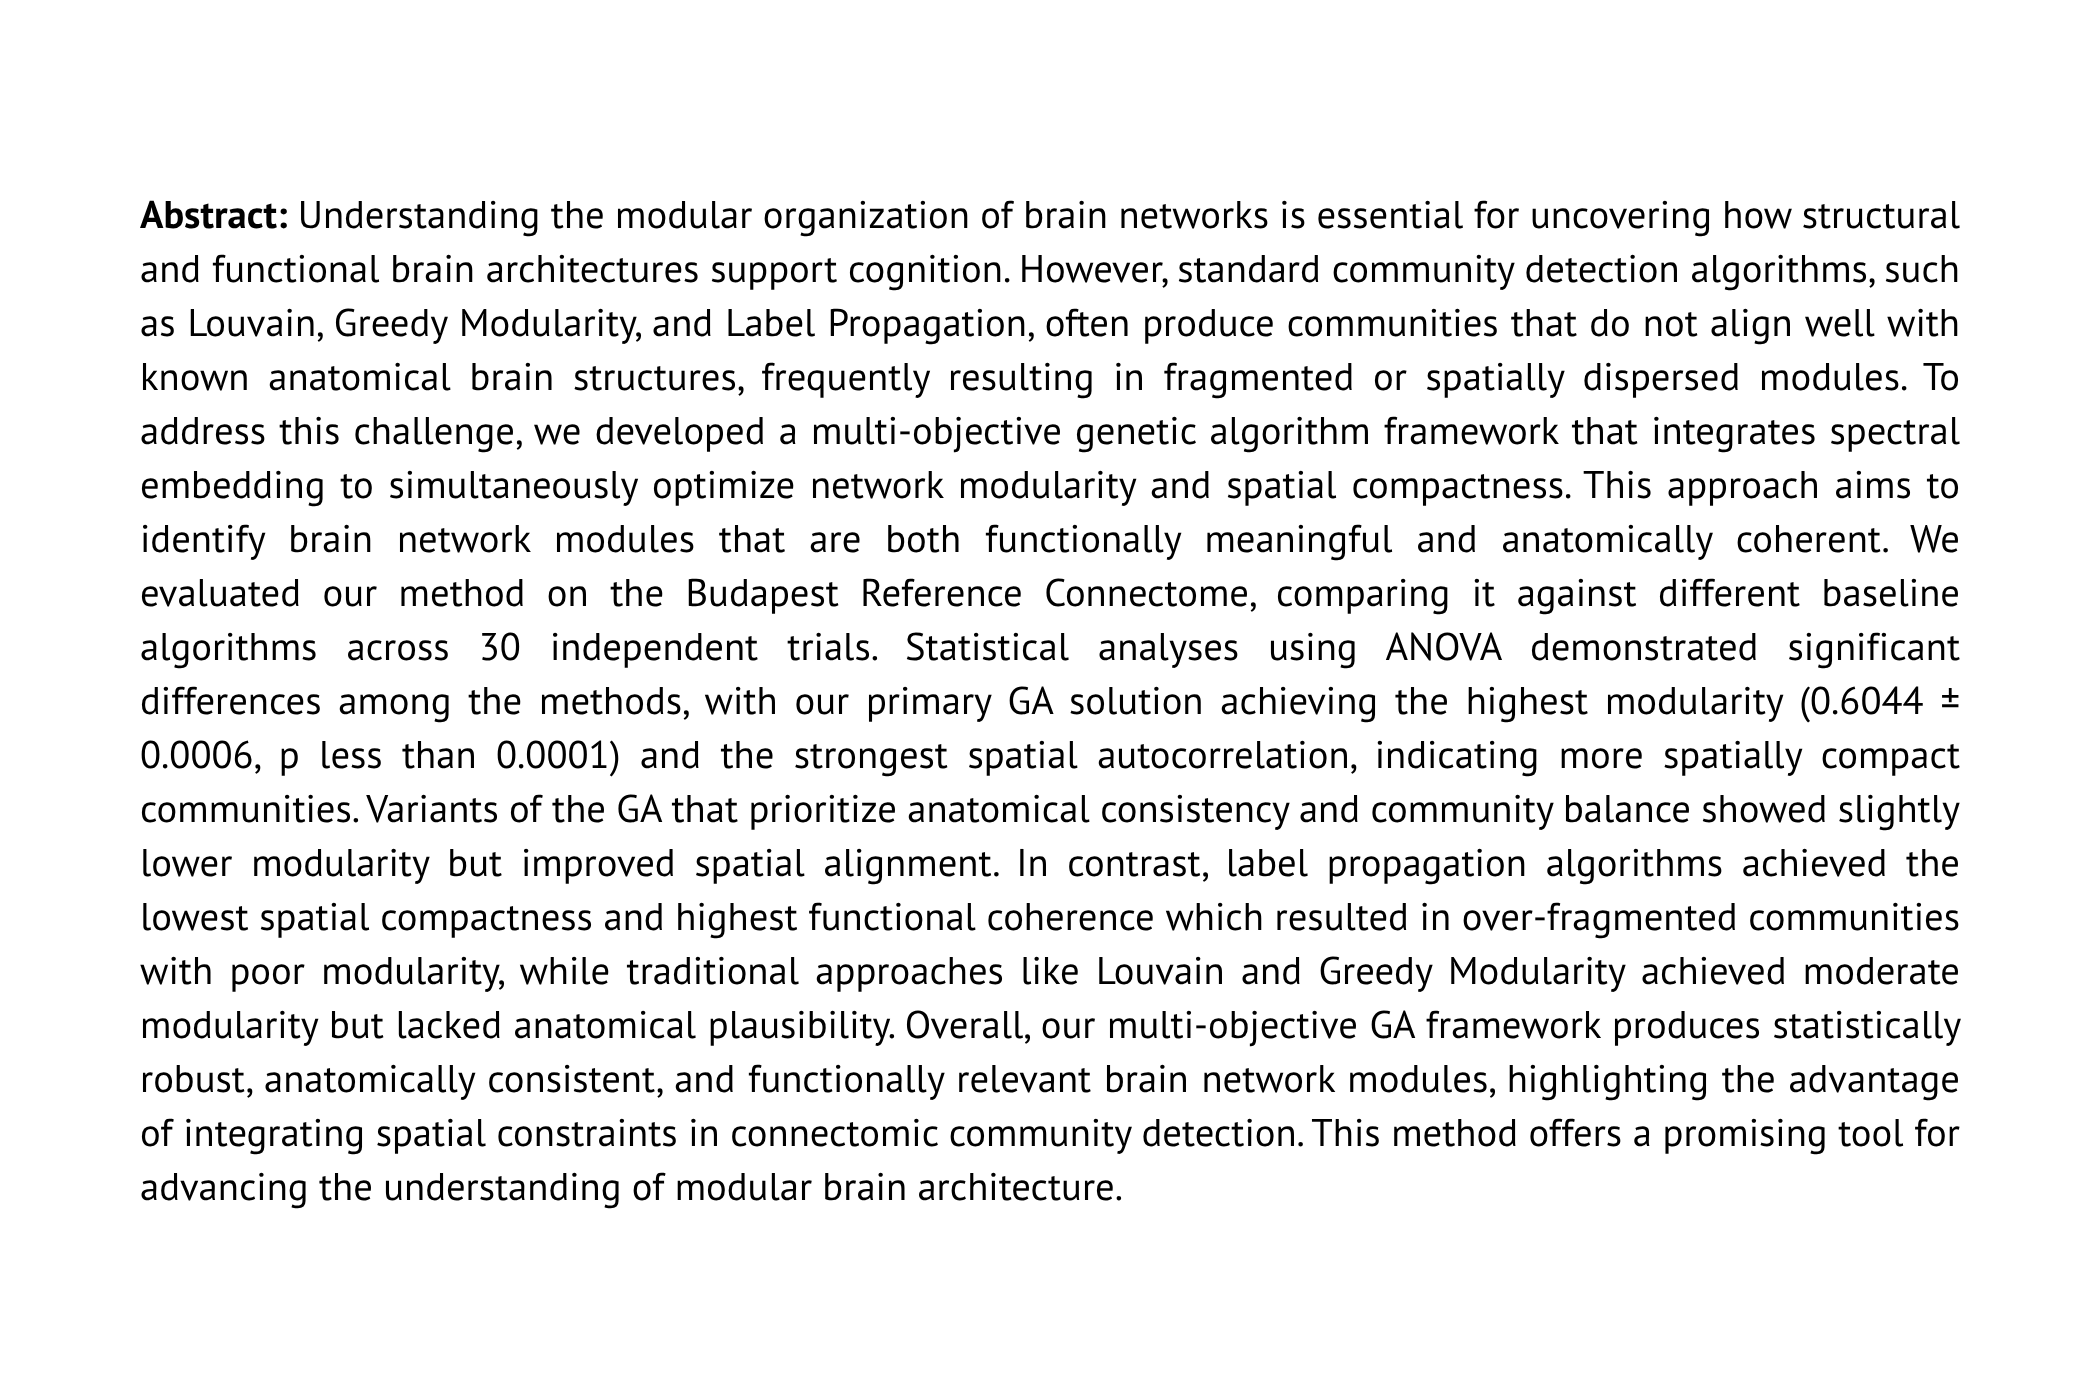 Abstract: Understanding the modular organization of brain networks is essential for uncovering how structural
and functional brain architectures support cognition. However, standard community detection algorithms, such
as Louvain, Greedy Modularity, and Label Propagation, often produce communities that do not align well with
known anatomical brain structures, frequently resulting in fragmented or spatially dispersed modules. To
address this challenge, we developed a multi-objective genetic algorithm framework that integrates spectral
embedding to simultaneously optimize network modularity and spatial compactness. This approach aims to
identify brain network modules that are both functionally meaningful and anatomically coherent. We
evaluated our method on the Budapest Reference Connectome, comparing it against different baseline
algorithms across 30 independent trials. Statistical analyses using ANOVA demonstrated significant
differences among the methods, with our primary GA solution achieving the highest modularity (0.6044 ±
0.0006, p less than 0.0001) and the strongest spatial autocorrelation, indicating more spatially compact
communities. Variants of the GA that prioritize anatomical consistency and community balance showed slightly
lower modularity but improved spatial alignment. In contrast, label propagation algorithms achieved the
lowest spatial compactness and highest functional coherence which resulted in over-fragmented communities
with poor modularity, while traditional approaches like Louvain and Greedy Modularity achieved moderate
modularity but lacked anatomical plausibility. Overall, our multi-objective GA framework produces statistically
robust, anatomically consistent, and functionally relevant brain network modules, highlighting the advantage
of integrating spatial constraints in connectomic community detection. This method offers a promising tool for
advancing the understanding of modular brain architecture.